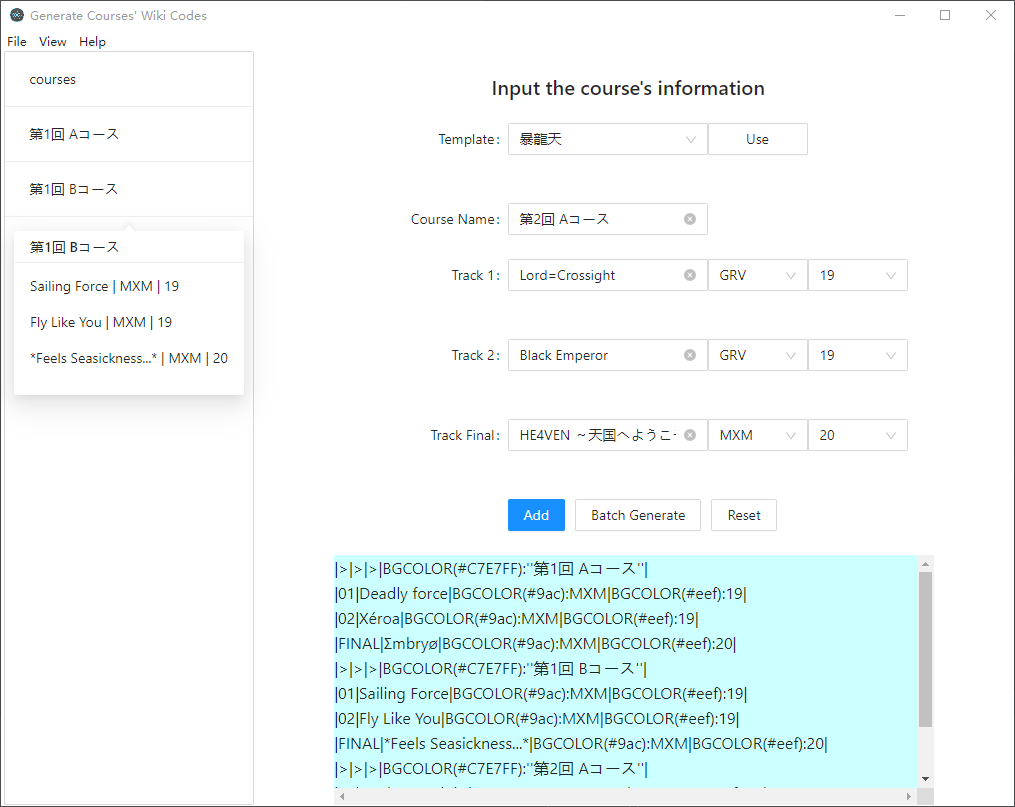 Generate Courses' Wiki Codes
File View Help
courses
第1回 Aコース
第1回 Bコース
第1回 Bコース
Sailing Force | MXM | 19
Fly Like You | MXM | 19
*Feels Seasickness...* | MXM | 20
Input the course's information
Template: 暴龍天 Use
Course Name: 第2回 Aコース
Track 1: Lord=Crossight GRV 19
Track 2: Black Emperor GRV 19
Track Final: HE4VEN ～天国へようこ MXM 20
Add Batch Generate Reset
|>|>|>|BGCOLOR(#C7E7FF):''第1回 Aコース''|
|01|Deadly force|BGCOLOR(#9ac):MXM|BGCOLOR(#eef):19|
|02|Xéroa|BGCOLOR(#9ac):MXM|BGCOLOR(#eef):19|
|FINAL|Σmbryø|BGCOLOR(#9ac):MXM|BGCOLOR(#eef):20|
|>|>|>|BGCOLOR(#C7E7FF):''第1回 Bコース''|
|01|Sailing Force|BGCOLOR(#9ac):MXM|BGCOLOR(#eef):19|
|02|Fly Like You|BGCOLOR(#9ac):MXM|BGCOLOR(#eef):19|
|FINAL|*Feels Seasickness...*|BGCOLOR(#9ac):MXM|BGCOLOR(#eef):20|
|>|>|>|BGCOLOR(#C7E7FF):''第2回 Aコース''|